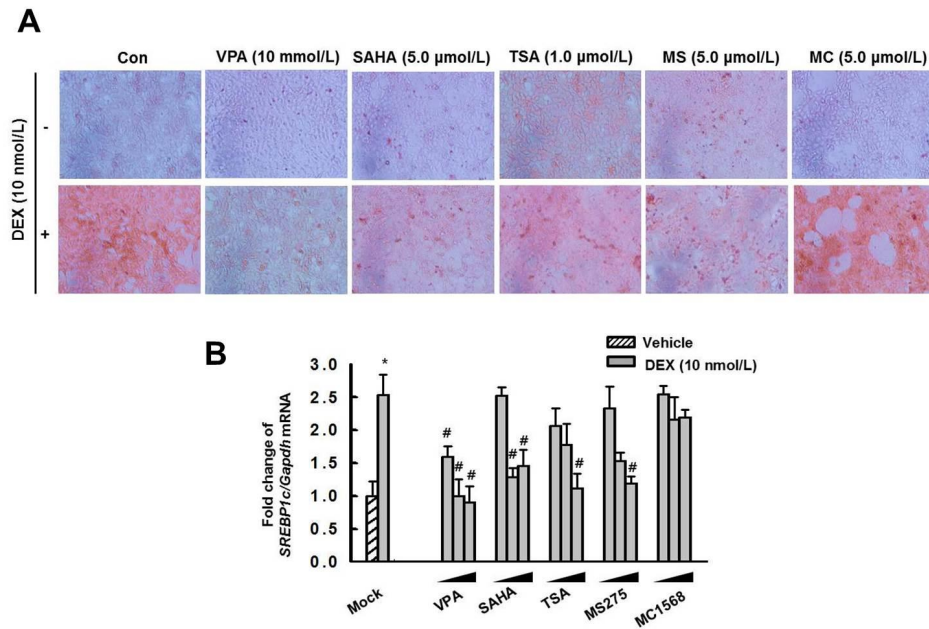 A
Con
VPA (10 mmol/L)
SAHA (5.0 µmol/L)
TSA (1.0 µmol/L)
MS (5.0 µmol/L)
MC (5.0 µmol/L)
DEX (10 nmol/L)
-
+
B
Vehicle
DEX (10 nmol/L)
Fold change of
SREBP1c/Gapdh mRNA
3.0
2.5
2.0
1.5
1.0
0.5
0.0
*
#
#
#
#
#
#
#
Mock
VPA
SAHA
TSA
MS275
MC1568